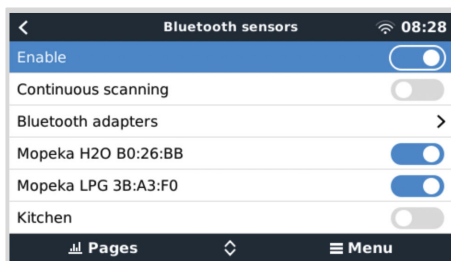 Bluetooth sensors 08:28
Enable
Continuous scanning
Bluetooth adapters
Mopeka H2O B0:26:BB
Mopeka LPG 3B:A3:F0
Kitchen
Pages Menu